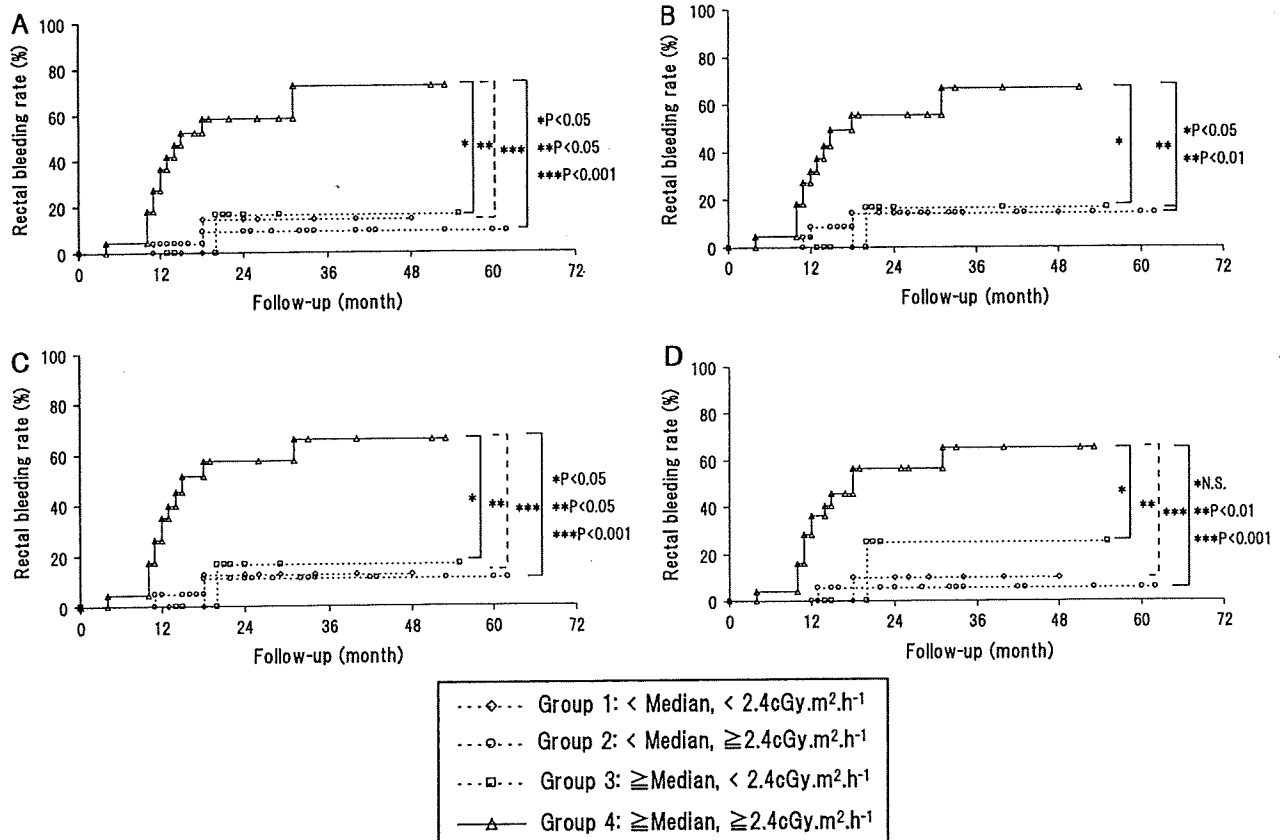 A
Rectal bleeding rate (%)
100
80
60
40
20
0
0 12 24 36 48 60 72
Follow-up (month)
* ** ***
*P<0.05
**P<0.05
***P<0.001
B
Rectal bleeding rate (%)
100
80
60
40
20
0
0 12 24 36 48 60 72
Follow-up (month)
* **
*P<0.05
**P<0.01
C
Rectal bleeding rate (%)
100
80
60
40
20
0
0 12 24 36 48 60 72
Follow-up (month)
* ** ***
*P<0.05
**P<0.05
***P<0.001
D
Rectal bleeding rate (%)
100
80
60
40
20
0
0 12 24 36 48 60 72
Follow-up (month)
* ** ***
*N.S.
**P<0.01
***P<0.001
Group 1: < Median, < 2.4cGy.m².h⁻¹
Group 2: < Median, ≧2.4cGy.m².h⁻¹
Group 3: ≧Median, < 2.4cGy.m².h⁻¹
Group 4: ≧Median, ≧2.4cGy.m².h⁻¹